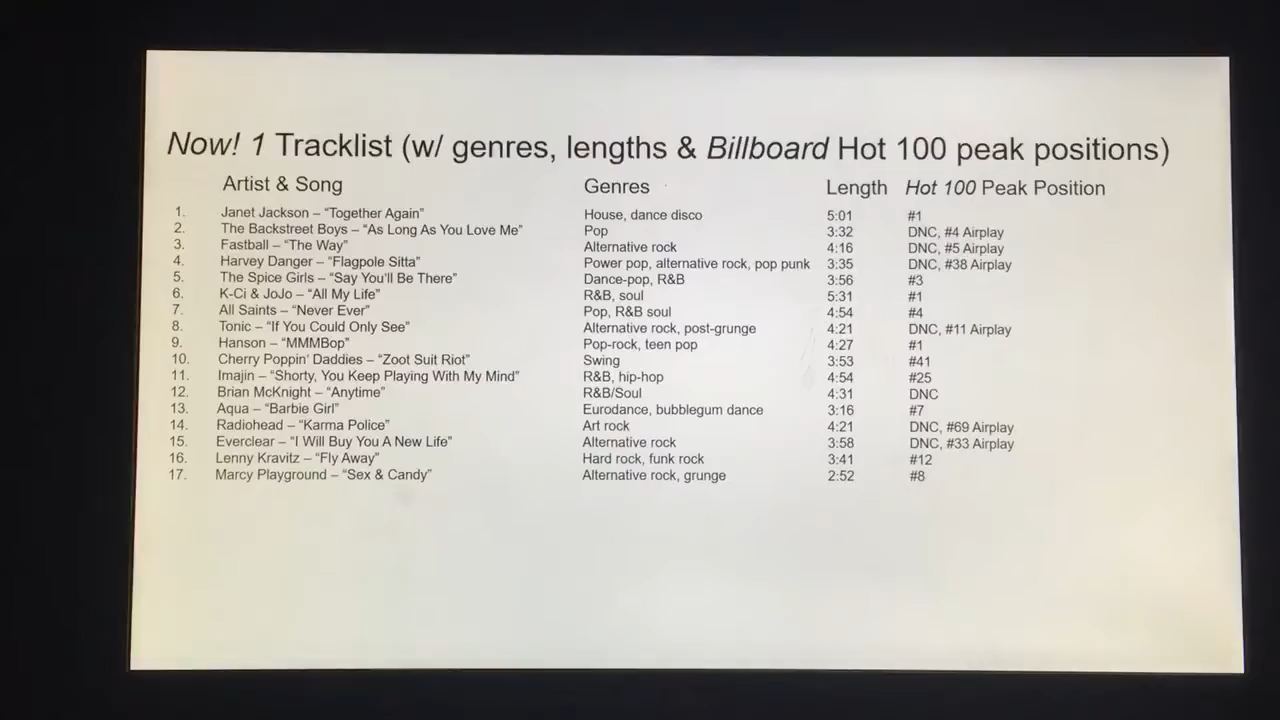 Now! 1 Tracklist (w/ genres, lengths & Billboard Hot 100 peak positions)
Artist & Song Genres Length Hot 100 Peak Position
1. Janet Jackson – “Together Again” House, dance disco 5:01 #1
2. The Backstreet Boys – “As Long As You Love Me” Pop 3:32 DNC, #4 Airplay
3. Fastball – “The Way” Alternative rock 4:16 DNC, #5 Airplay
4. Harvey Danger – “Flagpole Sitta” Power pop, alternative rock, pop punk 3:35 DNC, #38 Airplay
5. The Spice Girls – “Say You'll Be There” Dance-pop, R&B 3:56 #3
6. K-Ci & JoJo – “All My Life” R&B, soul 5:31 #1
7. All Saints – “Never Ever” Pop, R&B soul 4:54 #4
8. Tonic – “If You Could Only See” Alternative rock, post-grunge 4:21 DNC, #11 Airplay
9. Hanson – “MMMBop” Pop-rock, teen pop 4:27 #1
10. Cherry Poppin' Daddies – “Zoot Suit Riot” Swing 3:53 #41
11. Imajin – “Shorty, You Keep Playing With My Mind” R&B, hip-hop 4:54 #25
12. Brian McKnight – “Anytime” R&B/Soul 4:31 DNC
13. Aqua – “Barbie Girl” Eurodance, bubblegum dance 3:16 #7
14. Radiohead – “Karma Police” Art rock 4:21 DNC, #69 Airplay
15. Everclear – “I Will Buy You A New Life” Alternative rock 3:58 DNC, #33 Airplay
16. Lenny Kravitz – “Fly Away” Hard rock, funk rock 3:41 #12
17. Marcy Playground – “Sex & Candy” Alternative rock, grunge 2:52 #8